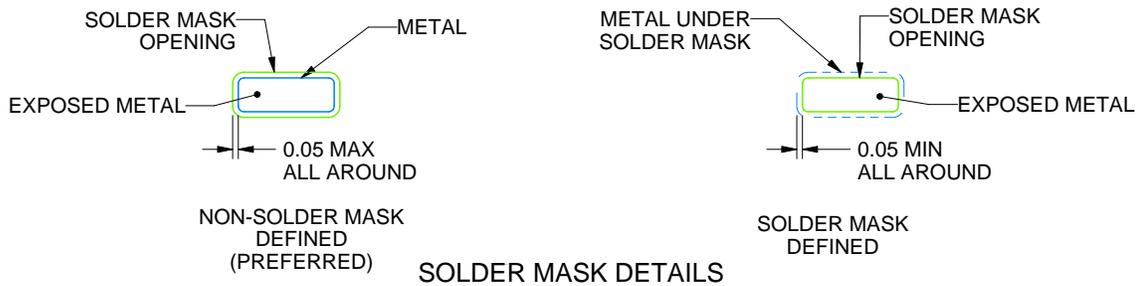 SOLDER MASK
OPENING
METAL
EXPOSED METAL
0.05 MAX
ALL AROUND
NON-SOLDER MASK
DEFINED
(PREFERRED)
METAL UNDER
SOLDER MASK
SOLDER MASK
OPENING
EXPOSED METAL
0.05 MIN
ALL AROUND
SOLDER MASK
DEFINED
SOLDER MASK DETAILS